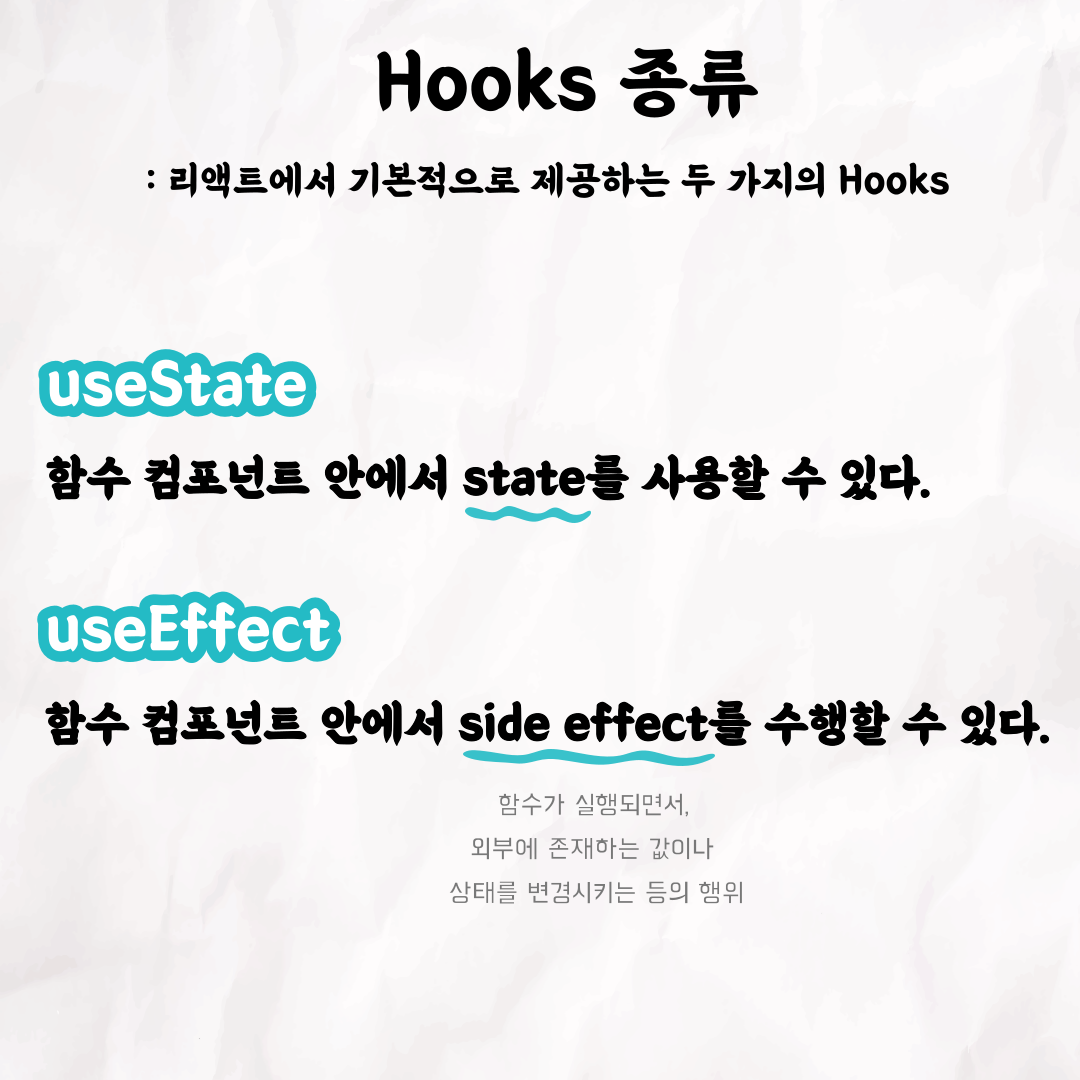 Hooks 종류
: 리액트에서 기본적으로 제공하는 두 가지의 Hooks
useState
함수 컴포넌트 안에서 state를 사용할 수 있다.
useEffect
함수 컴포넌트 안에서 side effect를 수행할 수 있다.
함수가 실행되면서,
외부에 존재하는 값이나
상태를 변경시키는 등의 행위